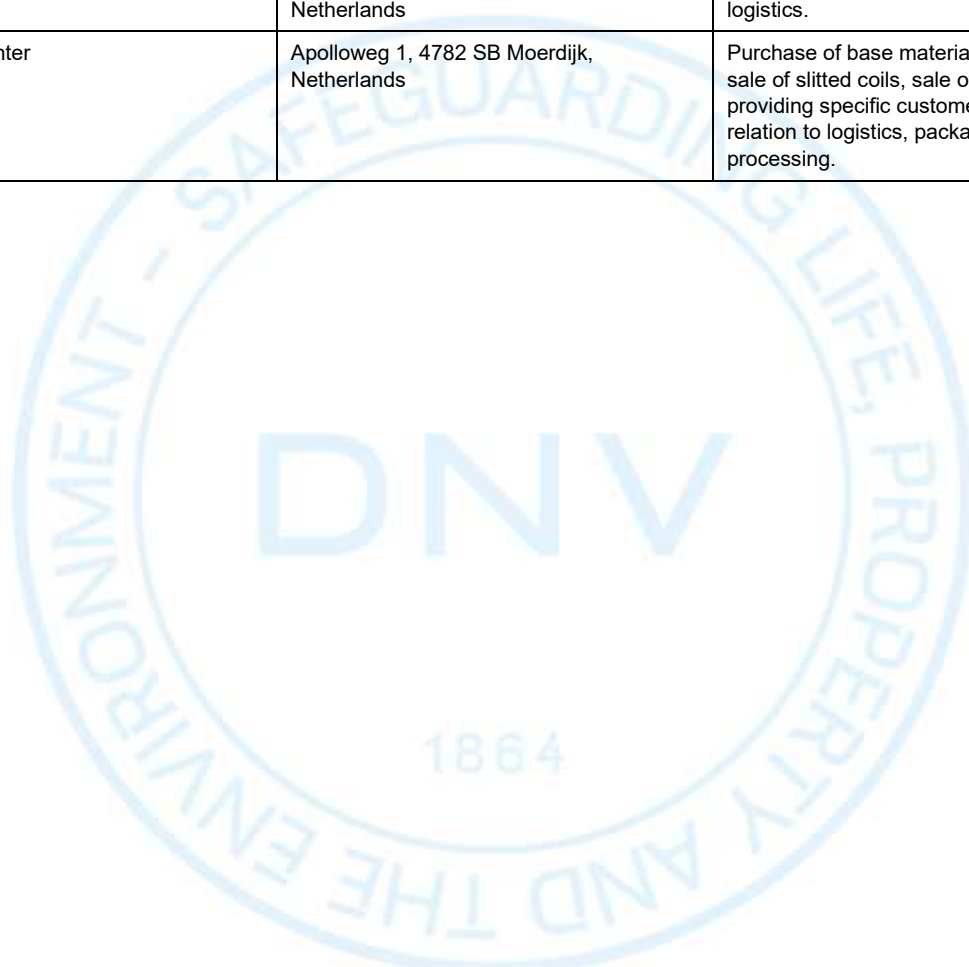 Netherlands
logistics.
nter
Apolloweg 1, 4782 SB Moerdijk,
Netherlands
Purchase of base materia
sale of slitted coils, sale o
providing specific custome
relation to logistics, packa
processing.
SAFEGUARDING LIFE, PROPERTY AND THE ENVIRONMENT -
DNV
1864